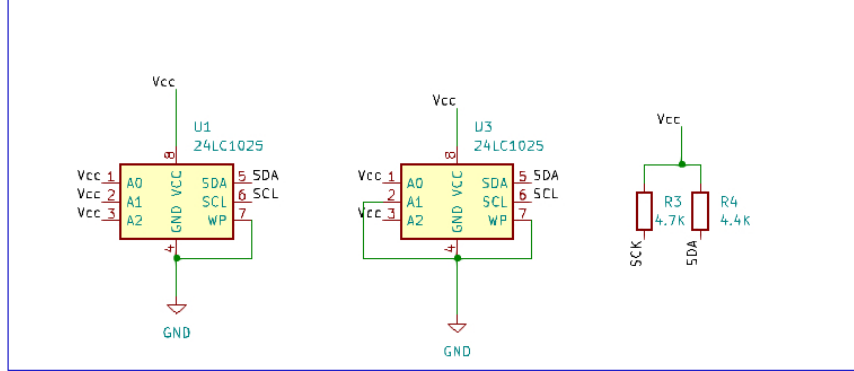 Vcc
U1
24LC1025
8
Vcc 1 A0 VCC SDA 5 SDA
Vcc 2 A1 SCL 6 SCL
Vcc 3 A2 GND WP 7
4
GND
Vcc
U3
24LC1025
8
Vcc 1 A0 VCC SDA 5 SDA
2 A1 SCL 6 SCL
Vcc 3 A2 GND WP 7
4
GND
Vcc
R3
4.7K
SCK
R4
4.4K
SDA